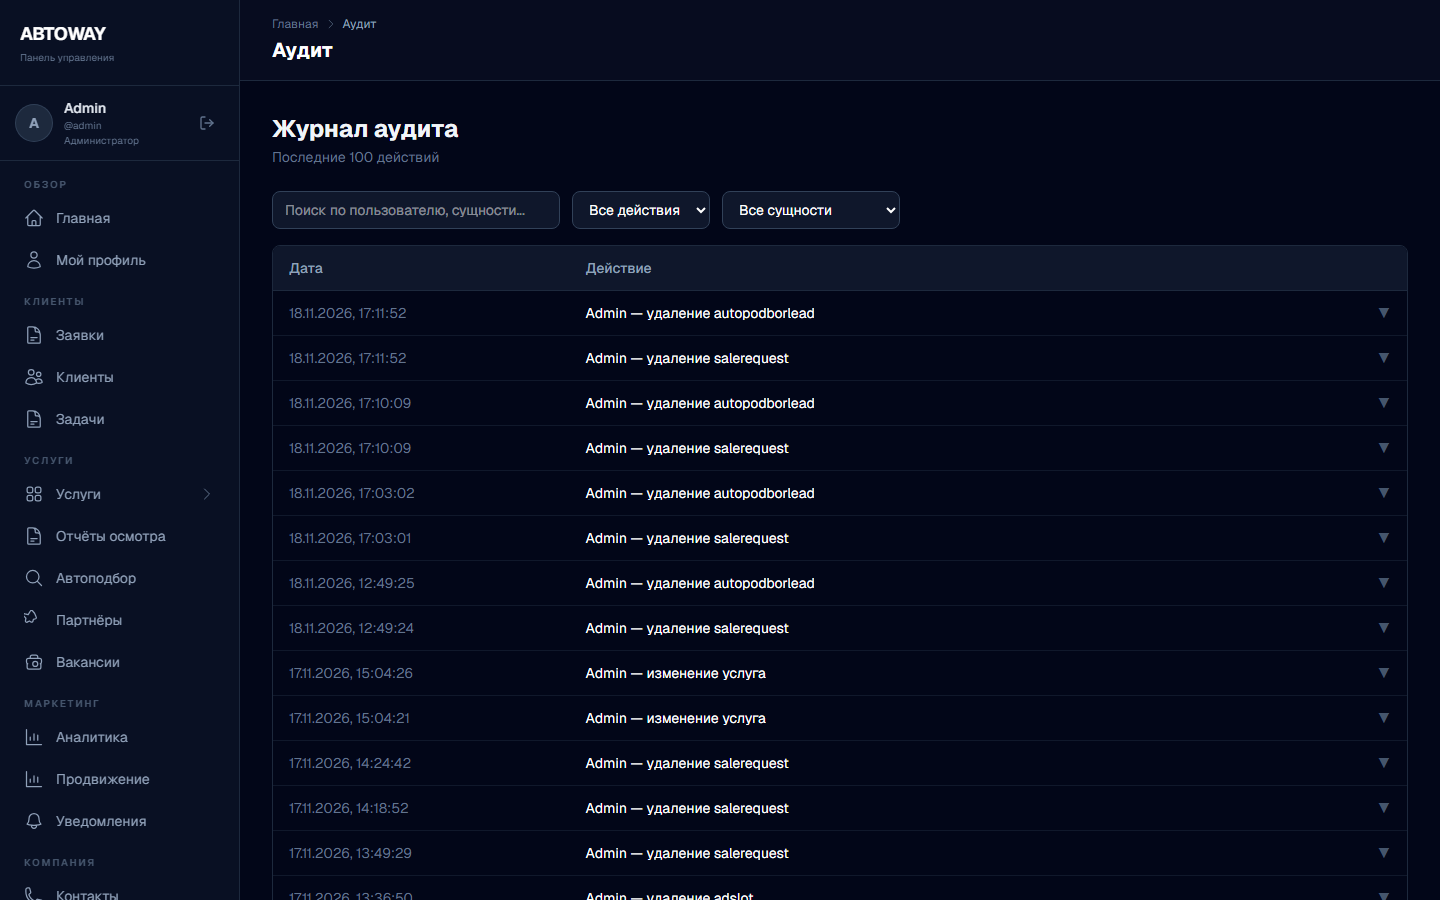 АВТОWAY
Панель управления
A
Admin
@admin
Администратор
ОБЗОР
Главная
Мой профиль
КЛИЕНТЫ
Заявки
Клиенты
Задачи
УСЛУГИ
Услуги
Отчёты осмотра
Автоподбор
Партнёры
Вакансии
МАРКЕТИНГ
Аналитика
Продвижение
Уведомления
КОМПАНИЯ
Контакты
Главная > Аудит
Аудит
Журнал аудита
Последние 100 действий
Поиск по пользователю, сущности...
Все действия
Все сущности
Дата Действие
18.11.2026, 17:11:52 Admin — удаление autopodborlead
18.11.2026, 17:11:52 Admin — удаление salerequest
18.11.2026, 17:10:09 Admin — удаление autopodborlead
18.11.2026, 17:10:09 Admin — удаление salerequest
18.11.2026, 17:03:02 Admin — удаление autopodborlead
18.11.2026, 17:03:01 Admin — удаление salerequest
18.11.2026, 12:49:25 Admin — удаление autopodborlead
18.11.2026, 12:49:24 Admin — удаление salerequest
17.11.2026, 15:04:26 Admin — изменение услуга
17.11.2026, 15:04:21 Admin — изменение услуга
17.11.2026, 14:24:42 Admin — удаление salerequest
17.11.2026, 14:18:52 Admin — удаление salerequest
17.11.2026, 13:49:29 Admin — удаление salerequest
17.11.2026, 13:36:50 Admin — удаление adslot